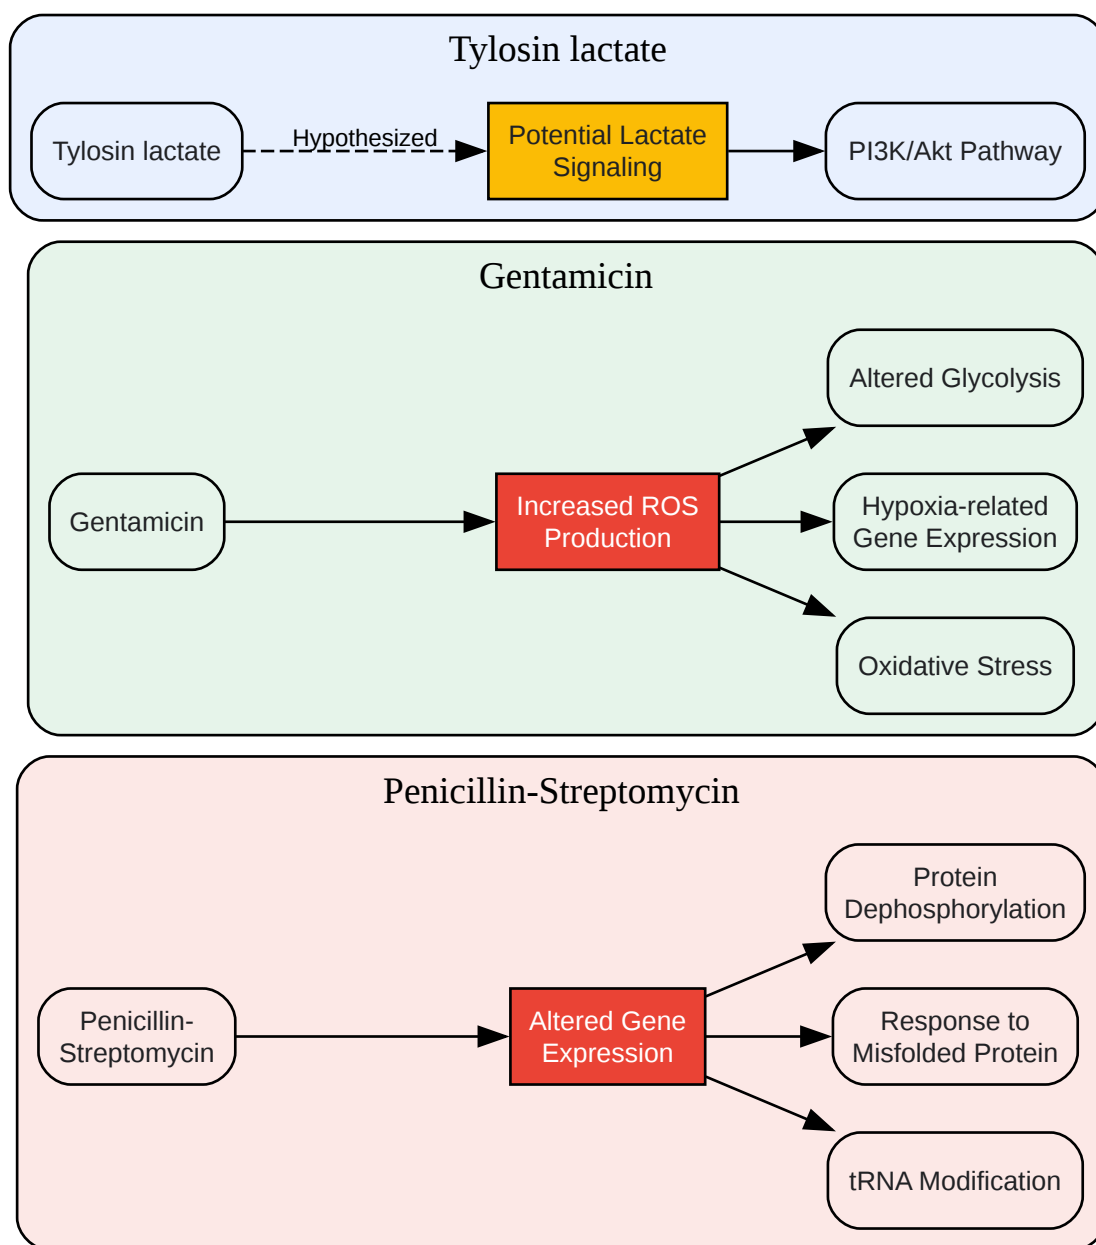 Tylosin lactate
Tylosin lactate
Hypothesized
Potential Lactate
Signaling
PI3K/Akt Pathway
Gentamicin
Altered Glycolysis
Gentamicin
Increased ROS
Production
Hypoxia-related
Gene Expression
Oxidative Stress
Penicillin-Streptomycin
Protein
Dephosphorylation
Penicillin-
Streptomycin
Altered Gene
Expression
Response to
Misfolded Protein
tRNA Modification